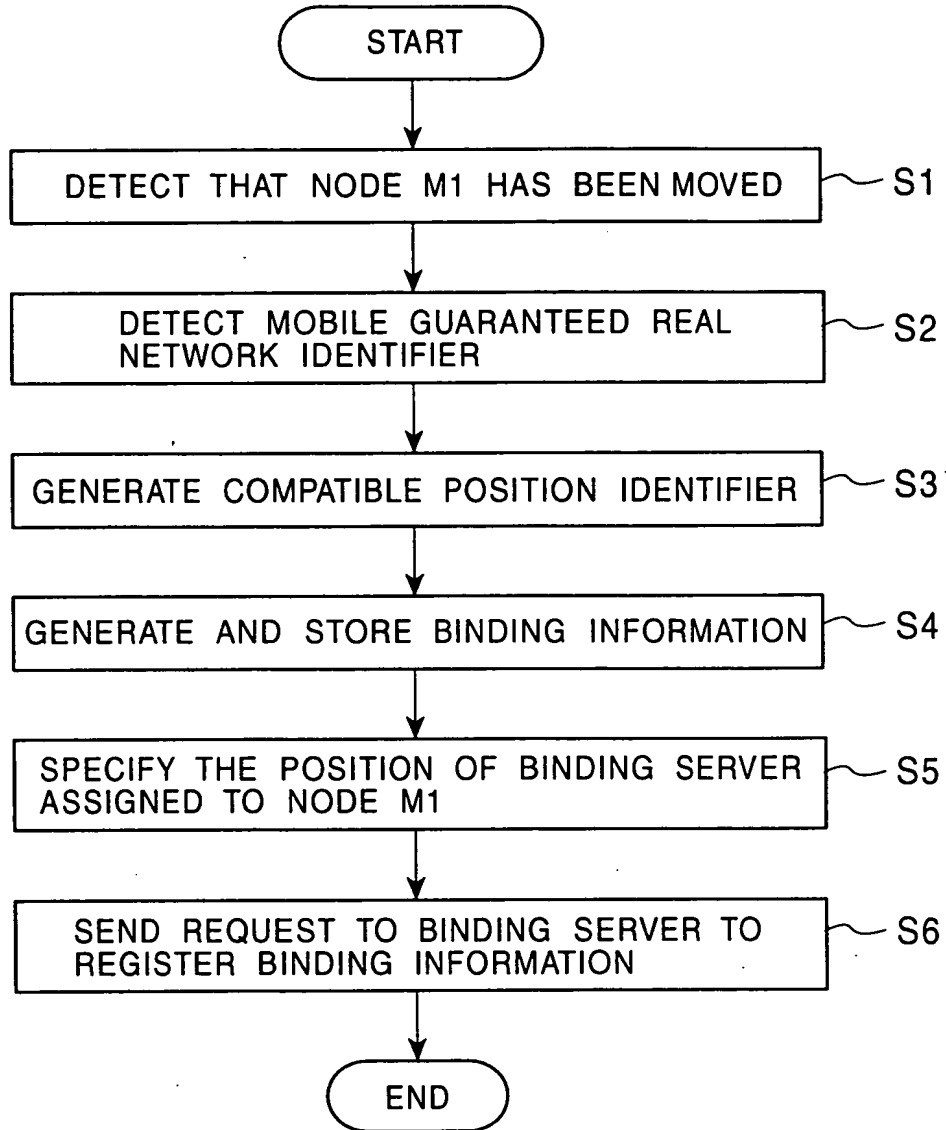 START
DETECT THAT NODE M1 HAS BEEN MOVED
S1
DETECT MOBILE GUARANTEED REAL
NETWORK IDENTIFIER
S2
GENERATE COMPATIBLE POSITION IDENTIFIER
S3
GENERATE AND STORE BINDING INFORMATION
S4
SPECIFY THE POSITION OF BINDING SERVER
ASSIGNED TO NODE M1
S5
SEND REQUEST TO BINDING SERVER TO
REGISTER BINDING INFORMATION
S6
END